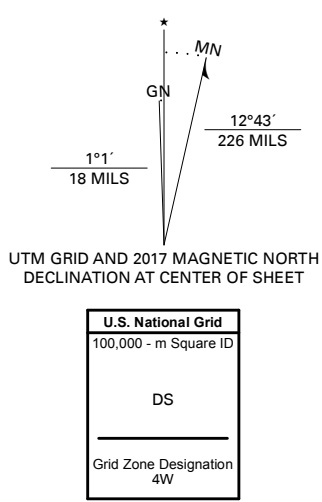 ★
MN
GN
12°43´
226 MILS
1°1´
18 MILS
UTM GRID AND 2017 MAGNETIC NORTH
DECLINATION AT CENTER OF SHEET
U.S. National Grid
100,000 - m Square ID
DS
Grid Zone Designation
4W